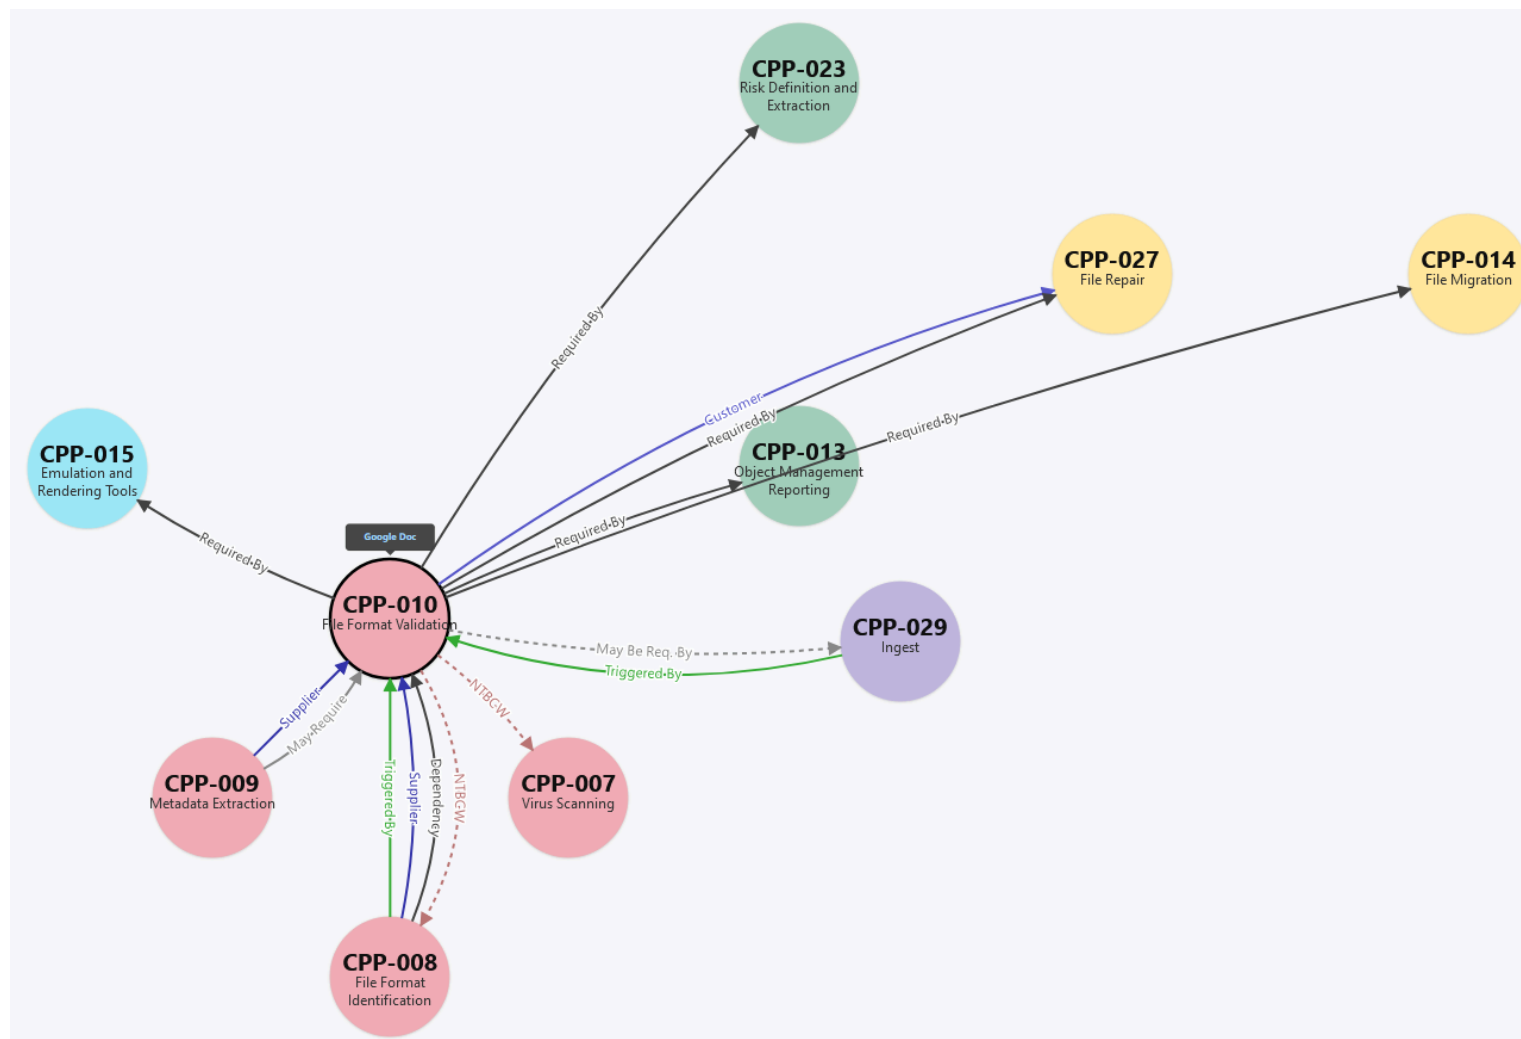 CPP-023
Risk Definition and
Extraction
CPP-027
File Repair
CPP-014
File Migration
Required By
Customer
Required By
Required By
CPP-013
Object Management
Reporting
CPP-015
Emulation and
Rendering Tools
Required By
Google Doc
Required By
CPP-010
File Format Validation
May Be Req. By
Triggered By
CPP-029
Ingest
Supplier
May Require
NTBGW
CPP-009
Metadata Extraction
Triggered By
Supplier
Dependency
NTBGW
CPP-007
Virus Scanning
CPP-008
File Format
Identification